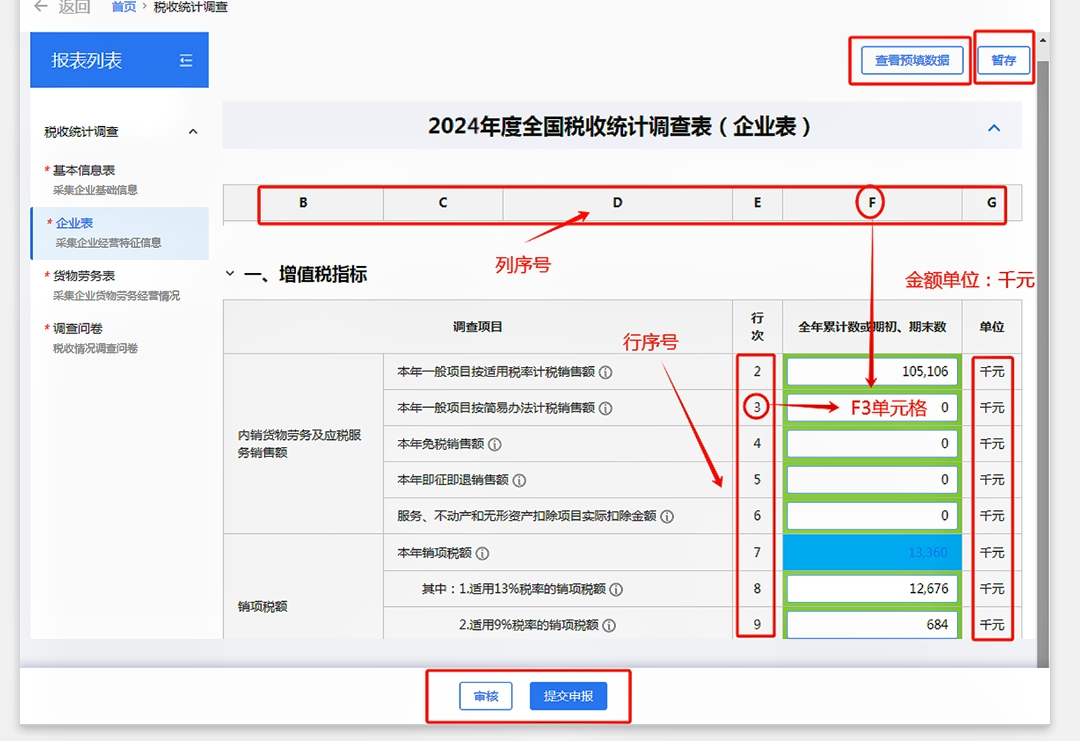 返回 首页 > 税收统计调查
报表列表
查看预填数据 暂存
税收统计调查
* 基本信息表
采集企业基础信息
* 企业表
采集企业经营特征信息
* 货物劳务表
采集企业货物劳务经营情况
* 调查问卷
税收情况调查问卷
2024年度全国税收统计调查表（企业表）
B C D E F G
列序号
一、增值税指标
金额单位：千元
行序号
调查项目 行次 全年累计数或期初、期末数 单位
内销货物劳务及应税服务销售额
本年一般项目按适用税率计税销售额 2 105,106 千元
本年一般项目按简易办法计税销售额 3 F3单元格 0 千元
本年免税销售额 4 0 千元
本年即征即退销售额 5 0 千元
服务、不动产和无形资产扣除项目实际扣除金额 6 0 千元
销项税额
本年销项税额 7 13,360 千元
其中：1.适用13%税率的销项税额 8 12,676 千元
2.适用9%税率的销项税额 9 684 千元
审核 提交申报